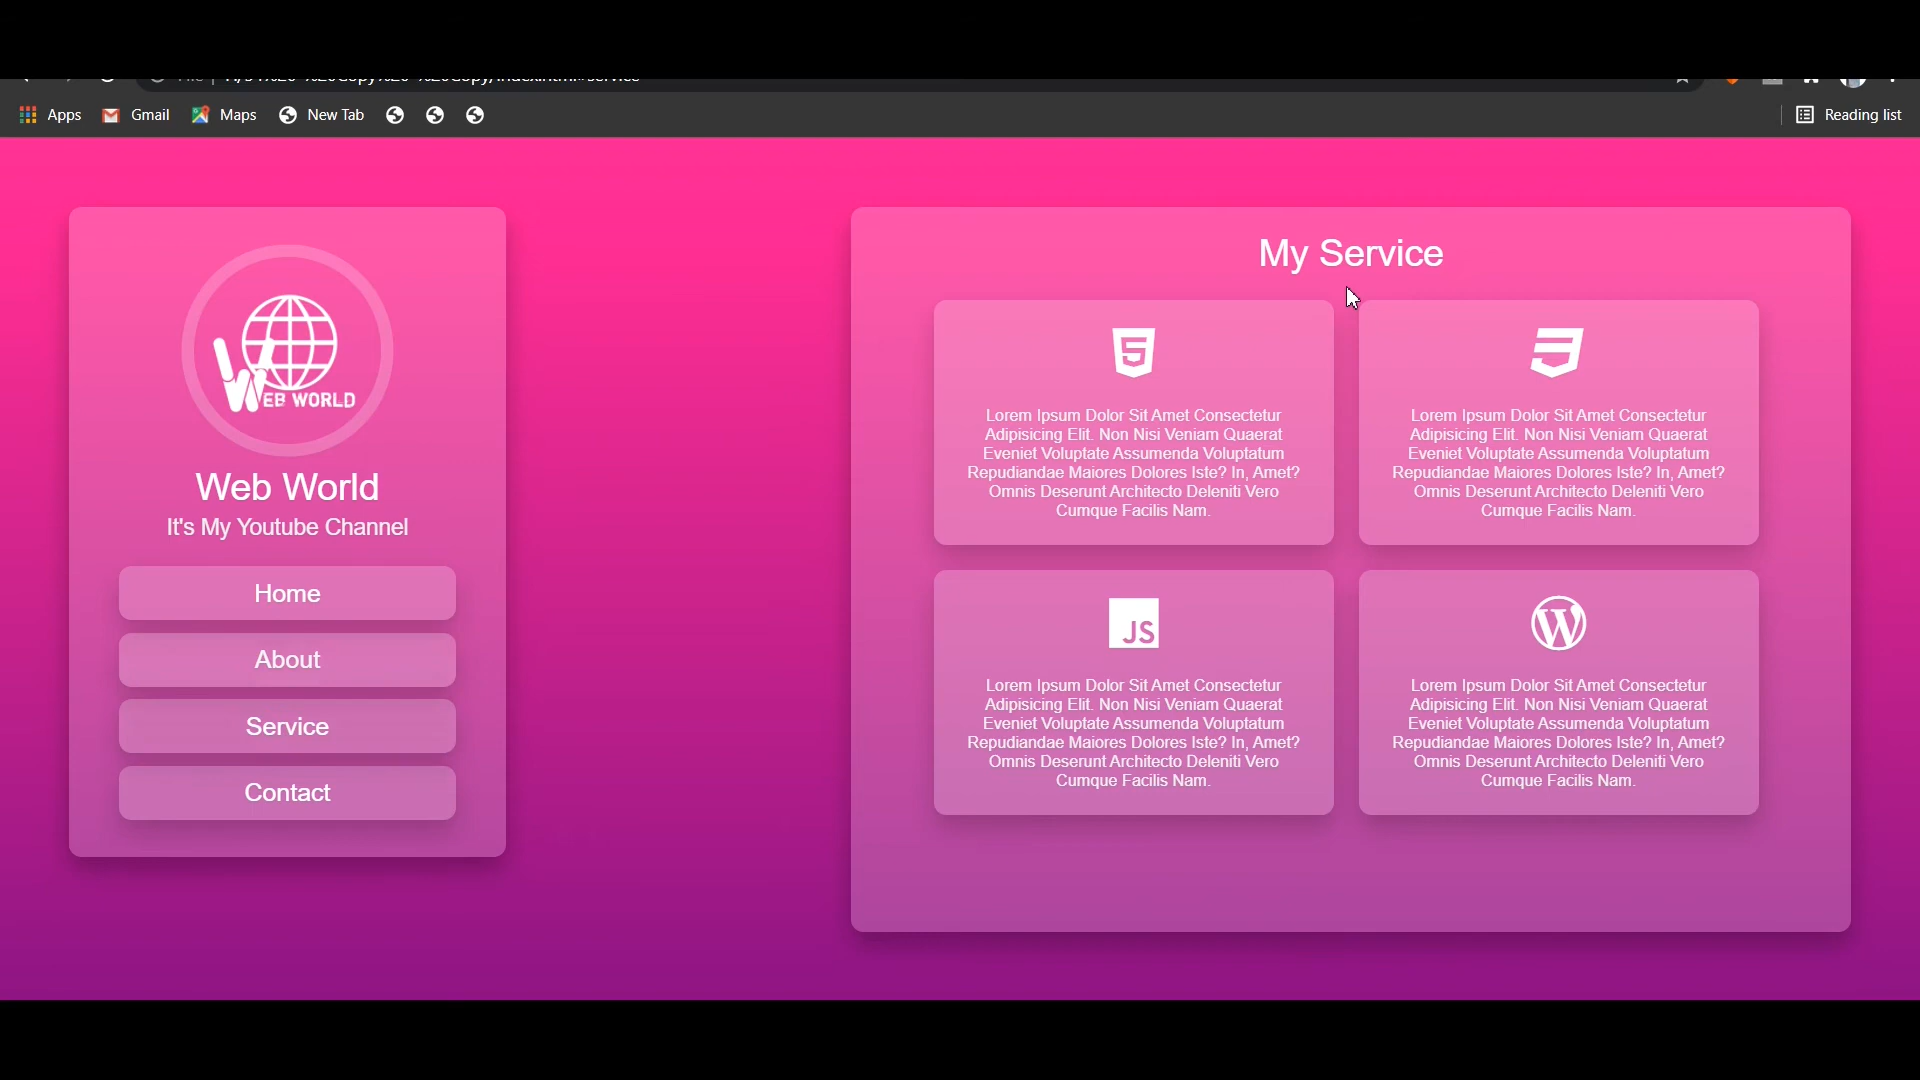 Apps
Gmail
Maps
New Tab
Reading list
WEB WORLD
Web World
It's My Youtube Channel
Home
About
Service
Contact
My Service
Lorem Ipsum Dolor Sit Amet Consectetur
Adipisicing Elit. Non Nisi Veniam Quaerat
Eveniet Voluptate Assumenda Voluptatum
Repudiandae Maiores Dolores Iste? In, Amet?
Omnis Deserunt Architecto Deleniti Vero
Cumque Facilis Nam.
Lorem Ipsum Dolor Sit Amet Consectetur
Adipisicing Elit. Non Nisi Veniam Quaerat
Eveniet Voluptate Assumenda Voluptatum
Repudiandae Maiores Dolores Iste? In, Amet?
Omnis Deserunt Architecto Deleniti Vero
Cumque Facilis Nam.
JS
Lorem Ipsum Dolor Sit Amet Consectetur
Adipisicing Elit. Non Nisi Veniam Quaerat
Eveniet Voluptate Assumenda Voluptatum
Repudiandae Maiores Dolores Iste? In, Amet?
Omnis Deserunt Architecto Deleniti Vero
Cumque Facilis Nam.
Lorem Ipsum Dolor Sit Amet Consectetur
Adipisicing Elit. Non Nisi Veniam Quaerat
Eveniet Voluptate Assumenda Voluptatum
Repudiandae Maiores Dolores Iste? In, Amet?
Omnis Deserunt Architecto Deleniti Vero
Cumque Facilis Nam.